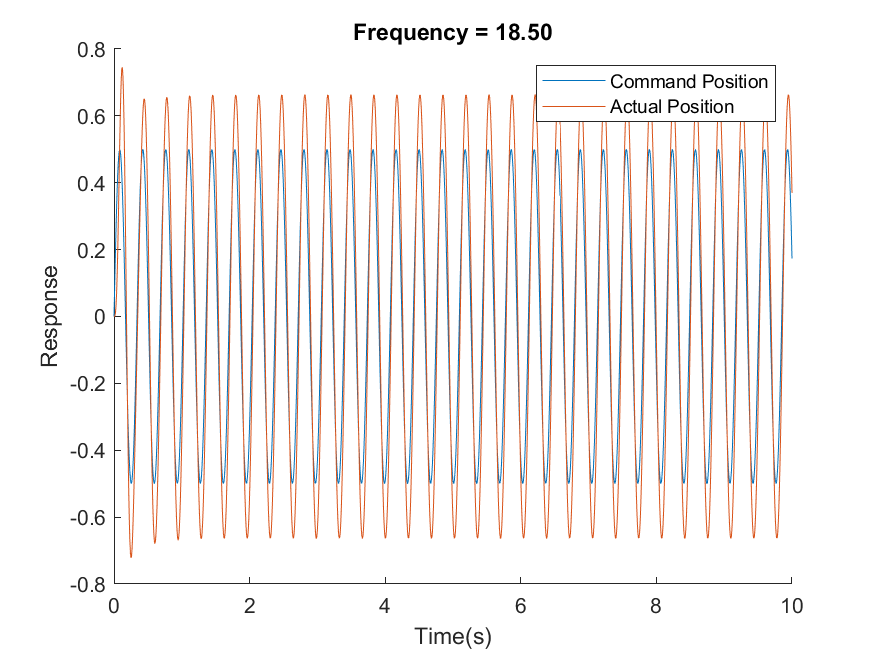 Frequency = 18.50
Command Position
Actual Position
0.8
0.6
0.4
0.2
0
-0.2
-0.4
-0.6
-0.8
Response
0 2 4 6 8 10
Time(s)